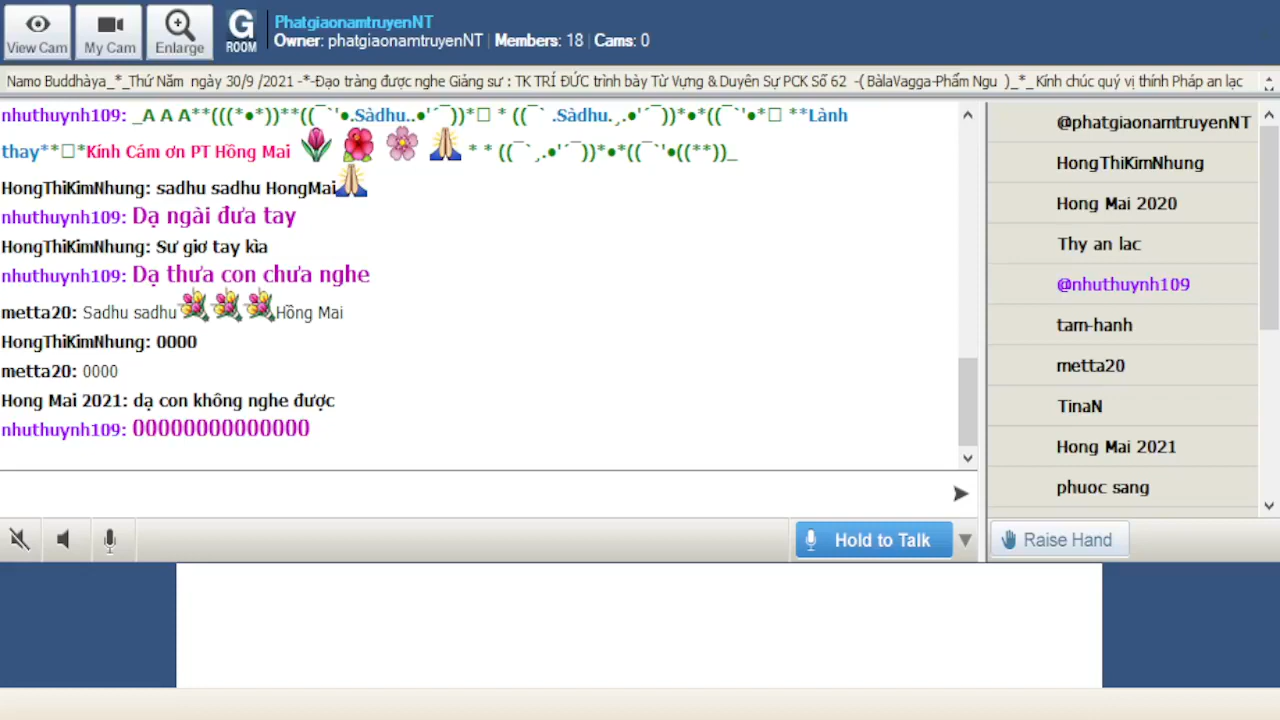 View Cam
My Cam
Enlarge
G
ROOM
PhatgiaonamtruyenNT
Owner: phatgiaonamtruyenNT | Members: 18 | Cams: 0
Namo Buddhàya_*_Thứ Năm ngày 30/9 /2021 -*-Đạo tràng được nghe Giảng sư : TK TRÍ ĐỨC trình bày Từ Vựng & Duyên Sự PCK Số 62 -( BàlaVagga-Phẩm Ngu )_*_ Kính chúc quý vị thính Pháp an lạc
nhuthuynh109: _A A A**(((*●*))**((¯`'●.Sàdhu..●'´¯))*□ * ((¯` .Sàdhu.¸.●'´¯))*●*((¯`'●*□ **Lành
thay**□*Kính Cám ơn PT Hồng Mai * * ((¯`¸.●'´¯))*●*((¯`'●((**))_
HongThiKimNhung: sadhu sadhu HongMai
nhuthuynh109: Dạ ngài đưa tay
HongThiKimNhung: Sư giơ tay kìa
nhuthuynh109: Dạ thưa con chưa nghe
metta20: Sadhu sadhu Hồng Mai
HongThiKimNhung: 0000
metta20: 0000
Hong Mai 2021: dạ con không nghe được
nhuthuynh109: 00000000000000
Hold to Talk
@phatgiaonamtruyenNT
HongThiKimNhung
Hong Mai 2020
Thy an lac
@nhuthuynh109
tam-hanh
metta20
TinaN
Hong Mai 2021
phuoc sang
Raise Hand